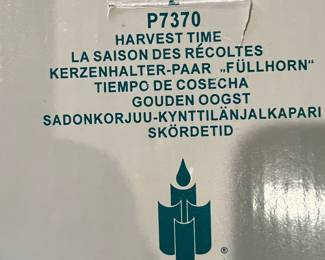 P7370
HARVEST TIME
LA SAISON DES RÉCOLTES
KERZENHALTER-PAAR „FÜLLHORN"
TIEMPO DE COSECHA
GOUDEN OOGST
SADONKORJUU-KYNTTILÄNJALKAPARI
SKÖRDETID
®